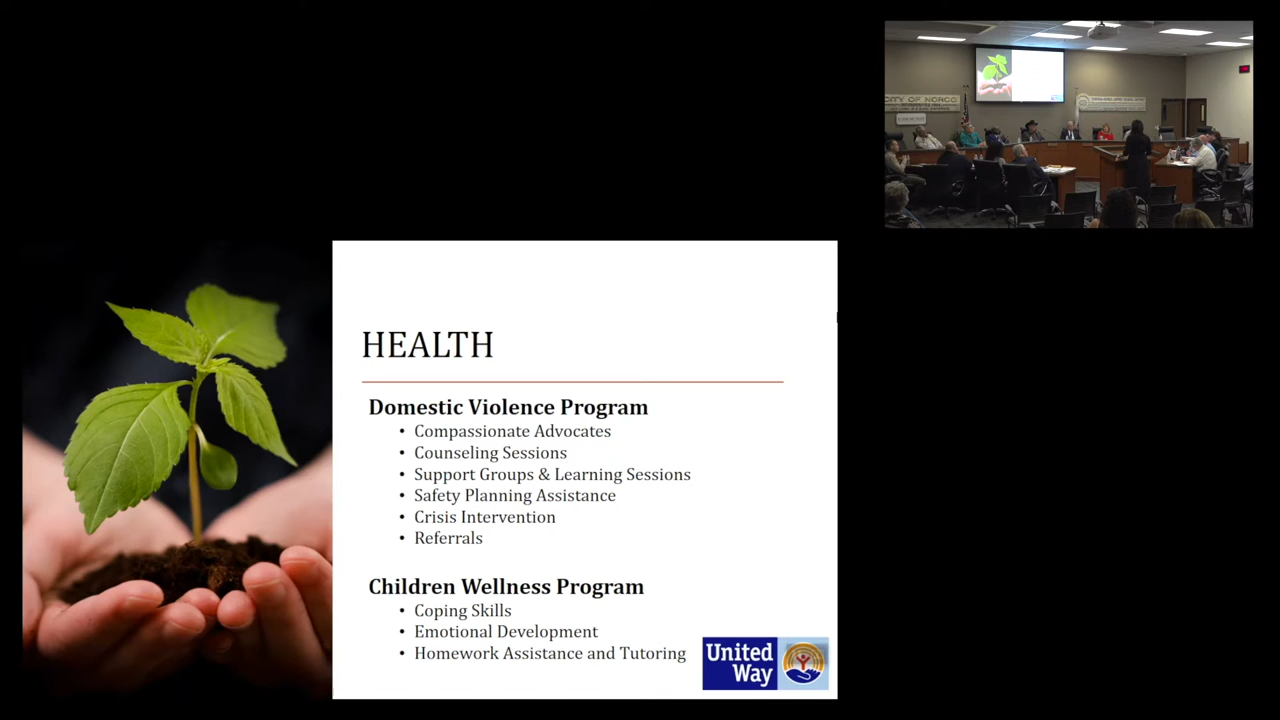 CITY OF NORCO
HEALTH
Domestic Violence Program
• Compassionate Advocates
• Counseling Sessions
• Support Groups & Learning Sessions
• Safety Planning Assistance
• Crisis Intervention
• Referrals
Children Wellness Program
• Coping Skills
• Emotional Development
• Homework Assistance and Tutoring
United
Way